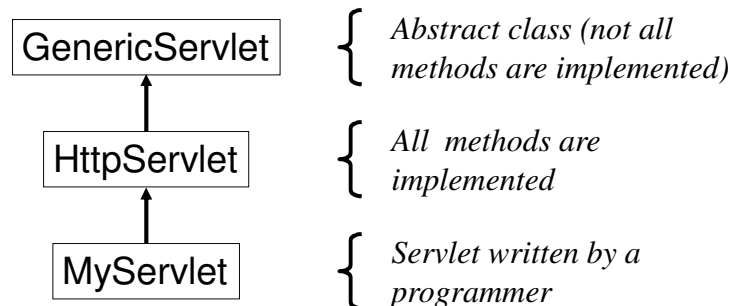 GenericServlet
Abstract class (not all
methods are implemented)
HttpServlet
All methods are
implemented
MyServlet
Servlet written by a
programmer